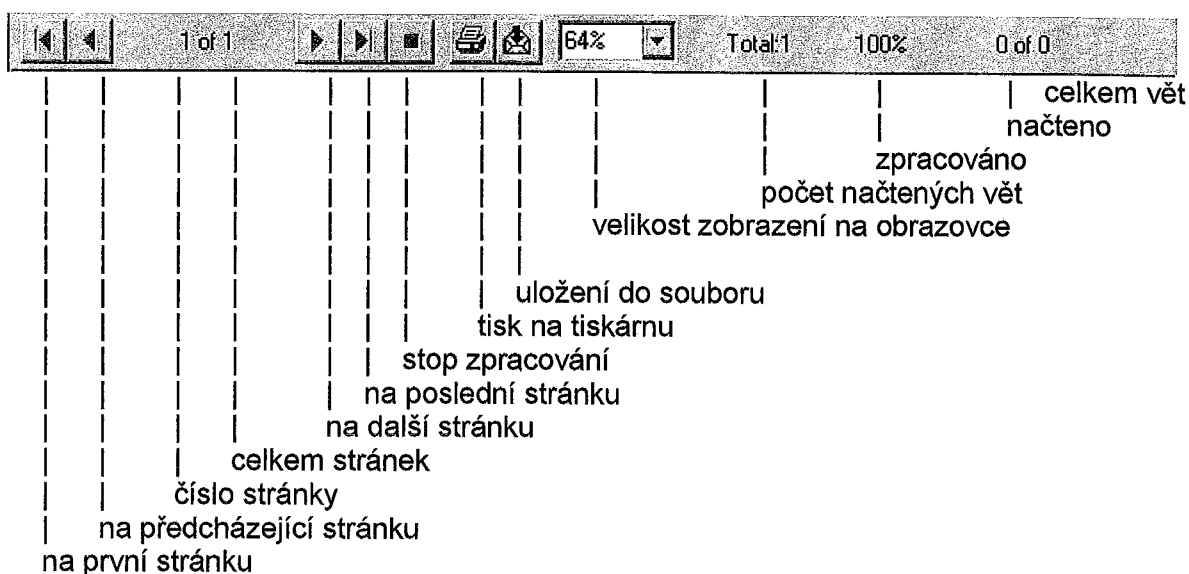 1 of 1 64% Total:1 100% 0 of 0
celkem vět
načteno
zpracováno
počet načtených vět
velikost zobrazení na obrazovce
uložení do souboru
tisk na tiskárnu
stop zpracování
na poslední stránku
na další stránku
celkem stránek
číslo stránky
na předcházející stránku
na první stránku